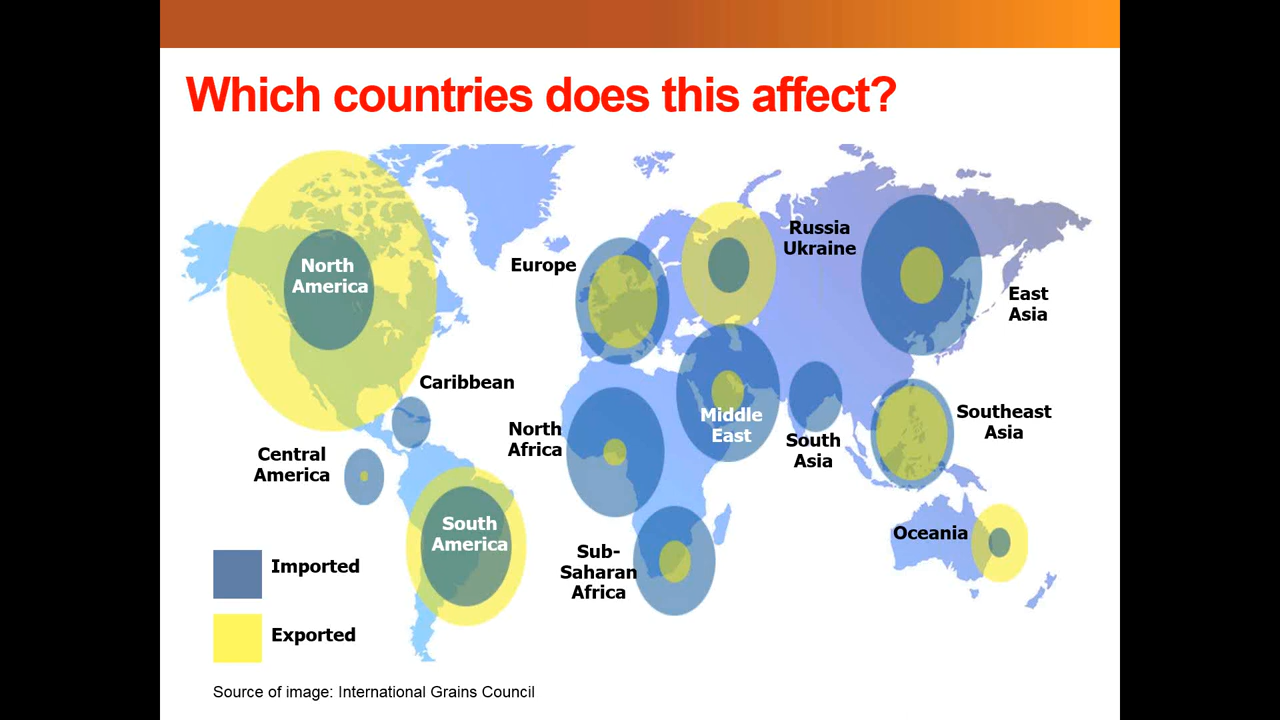 Which countries does this affect?
North
America
Europe
Russia
Ukraine
East
Asia
Caribbean
Central
America
North
Africa
Middle
East
South
Asia
Southeast
Asia
South
America
Sub-
Saharan
Africa
Oceania
Imported
Exported
Source of image: International Grains Council